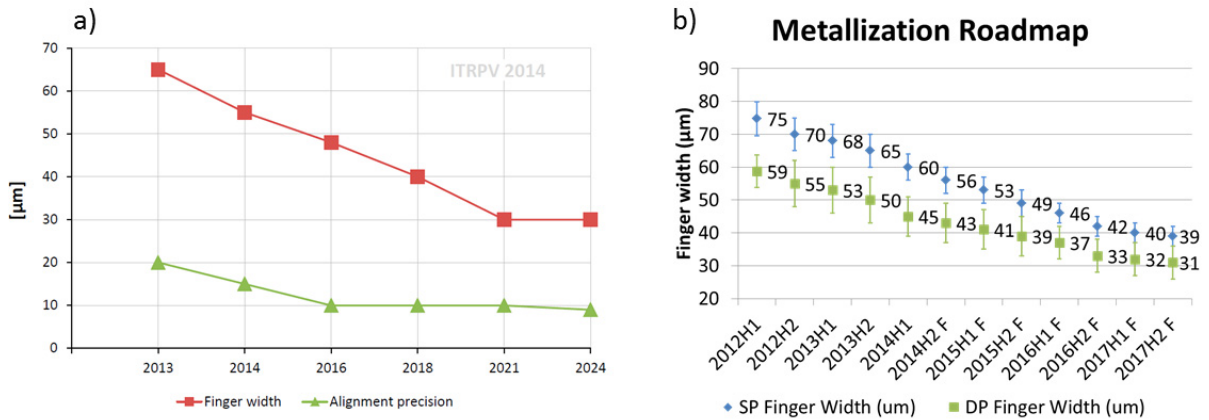 a)
ITRPV 2014
[µm]
70
60
50
40
30
20
10
0
2013 2014 2016 2018 2021 2024
Finger width Alignment precision
b)
Metallization Roadmap
Finger width (µm)
90
80
70
60
50
40
30
20
75 70 68 65 60 56 53 49 46 42 40 39
59 55 53 50 45 43 41 39 37 33 32 31
2012H1 2012H2 2013H1 2013H2 2014H1 2014H2 F 2015H1 F 2015H2 F 2016H1 F 2016H2 F 2017H1 F 2017H2 F
SP Finger Width (um) DP Finger Width (um)